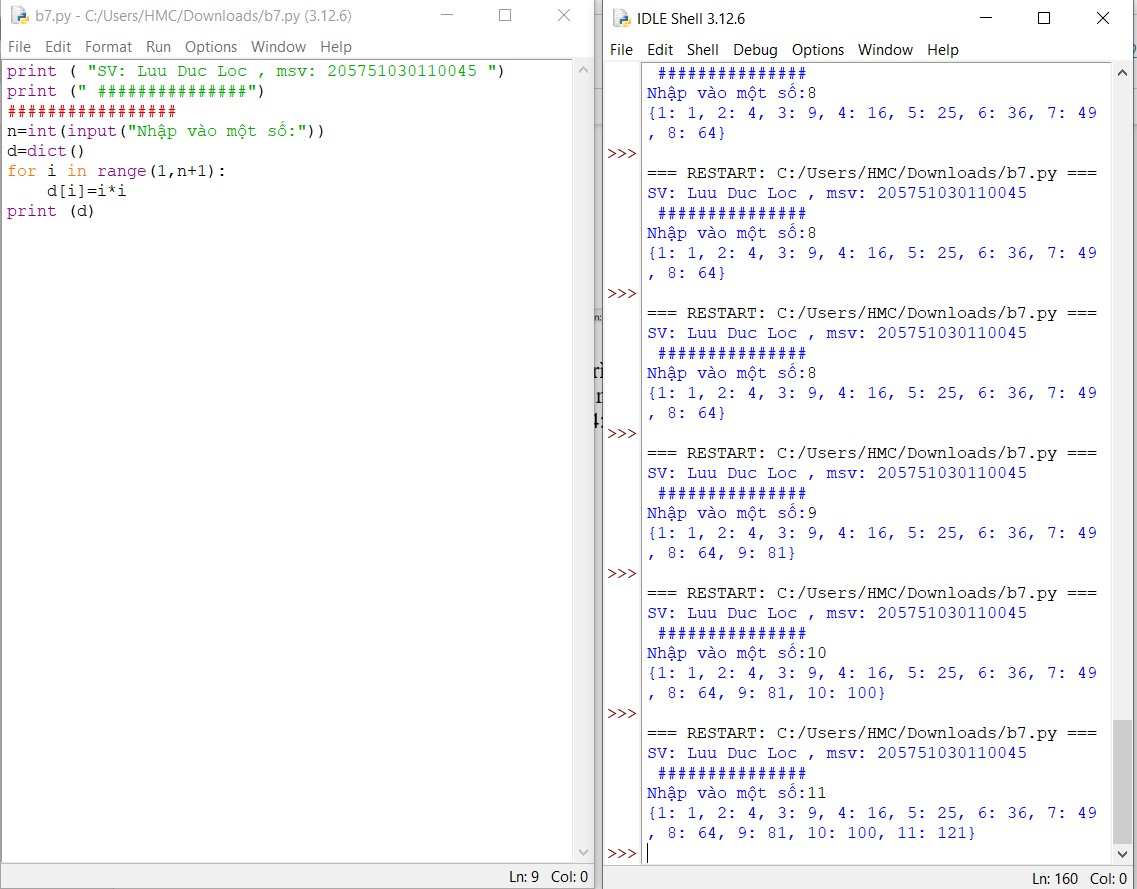 b7.py - C:/Users/HMC/Downloads/b7.py (3.12.6)
File Edit Format Run Options Window Help
print ( "SV: Luu Duc Loc , msv: 205751030110045 ")
print (" ###############")
#################
n=int(input("Nhập vào một số:"))
d=dict()
for i in range(1,n+1):
    d[i]=i*i
print (d)
Ln: 9 Col: 0
IDLE Shell 3.12.6
File Edit Shell Debug Options Window Help
 ###############
Nhập vào một số:8
{1: 1, 2: 4, 3: 9, 4: 16, 5: 25, 6: 36, 7: 49
, 8: 64}
>>>
=== RESTART: C:/Users/HMC/Downloads/b7.py ===
SV: Luu Duc Loc , msv: 205751030110045
 ###############
Nhập vào một số:8
{1: 1, 2: 4, 3: 9, 4: 16, 5: 25, 6: 36, 7: 49
, 8: 64}
>>>
=== RESTART: C:/Users/HMC/Downloads/b7.py ===
SV: Luu Duc Loc , msv: 205751030110045
 ###############
Nhập vào một số:8
{1: 1, 2: 4, 3: 9, 4: 16, 5: 25, 6: 36, 7: 49
, 8: 64}
>>>
=== RESTART: C:/Users/HMC/Downloads/b7.py ===
SV: Luu Duc Loc , msv: 205751030110045
 ###############
Nhập vào một số:9
{1: 1, 2: 4, 3: 9, 4: 16, 5: 25, 6: 36, 7: 49
, 8: 64, 9: 81}
>>>
=== RESTART: C:/Users/HMC/Downloads/b7.py ===
SV: Luu Duc Loc , msv: 205751030110045
 ###############
Nhập vào một số:10
{1: 1, 2: 4, 3: 9, 4: 16, 5: 25, 6: 36, 7: 49
, 8: 64, 9: 81, 10: 100}
>>>
=== RESTART: C:/Users/HMC/Downloads/b7.py ===
SV: Luu Duc Loc , msv: 205751030110045
 ###############
Nhập vào một số:11
{1: 1, 2: 4, 3: 9, 4: 16, 5: 25, 6: 36, 7: 49
, 8: 64, 9: 81, 10: 100, 11: 121}
>>>
Ln: 160 Col: 0